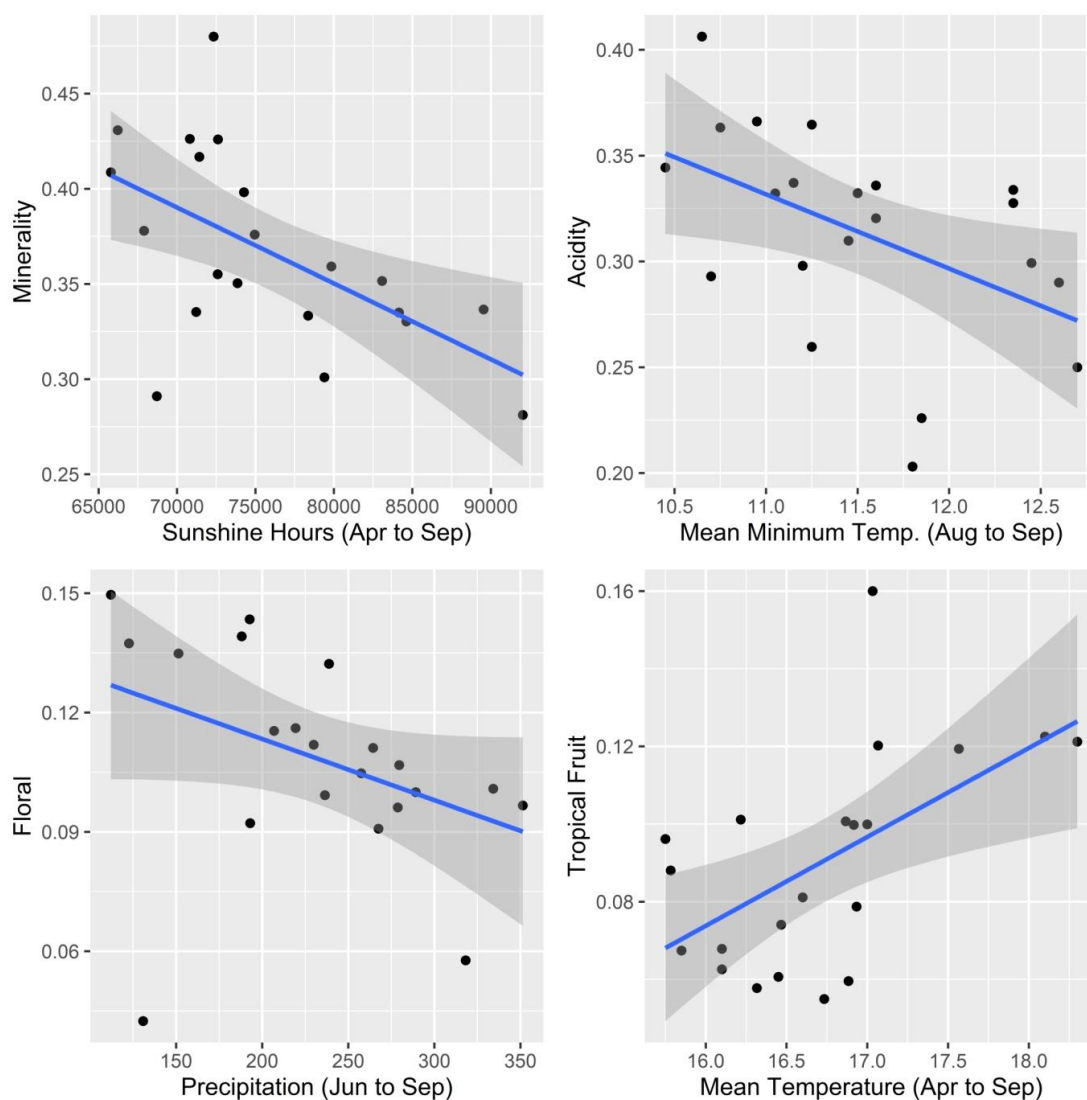 0.45
0.40
0.35
0.30
0.25
Minerality
65000 70000 75000 80000 85000 90000
Sunshine Hours (Apr to Sep)
0.40
0.35
0.30
0.25
0.20
Acidity
10.5 11.0 11.5 12.0 12.5
Mean Minimum Temp. (Aug to Sep)
0.15
0.12
0.09
0.06
Floral
150 200 250 300 350
Precipitation (Jun to Sep)
0.16
0.12
0.08
Tropical Fruit
16.0 16.5 17.0 17.5 18.0
Mean Temperature (Apr to Sep)